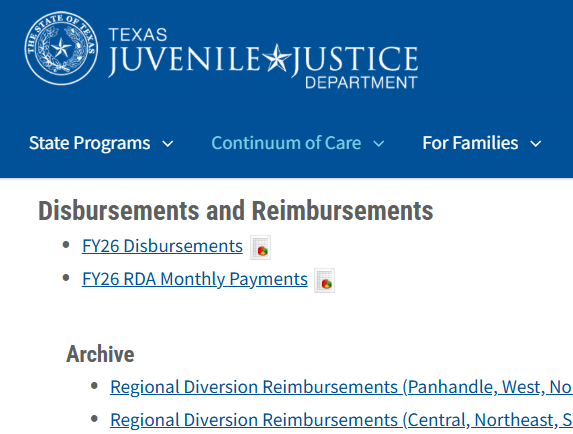 THE STATE OF TEXAS
TEXAS
JUVENILE JUSTICE
DEPARTMENT
State Programs
Continuum of Care
For Families
Disbursements and Reimbursements
FY26 Disbursements
FY26 RDA Monthly Payments
Archive
Regional Diversion Reimbursements (Panhandle, West, No
Regional Diversion Reimbursements (Central, Northeast, S